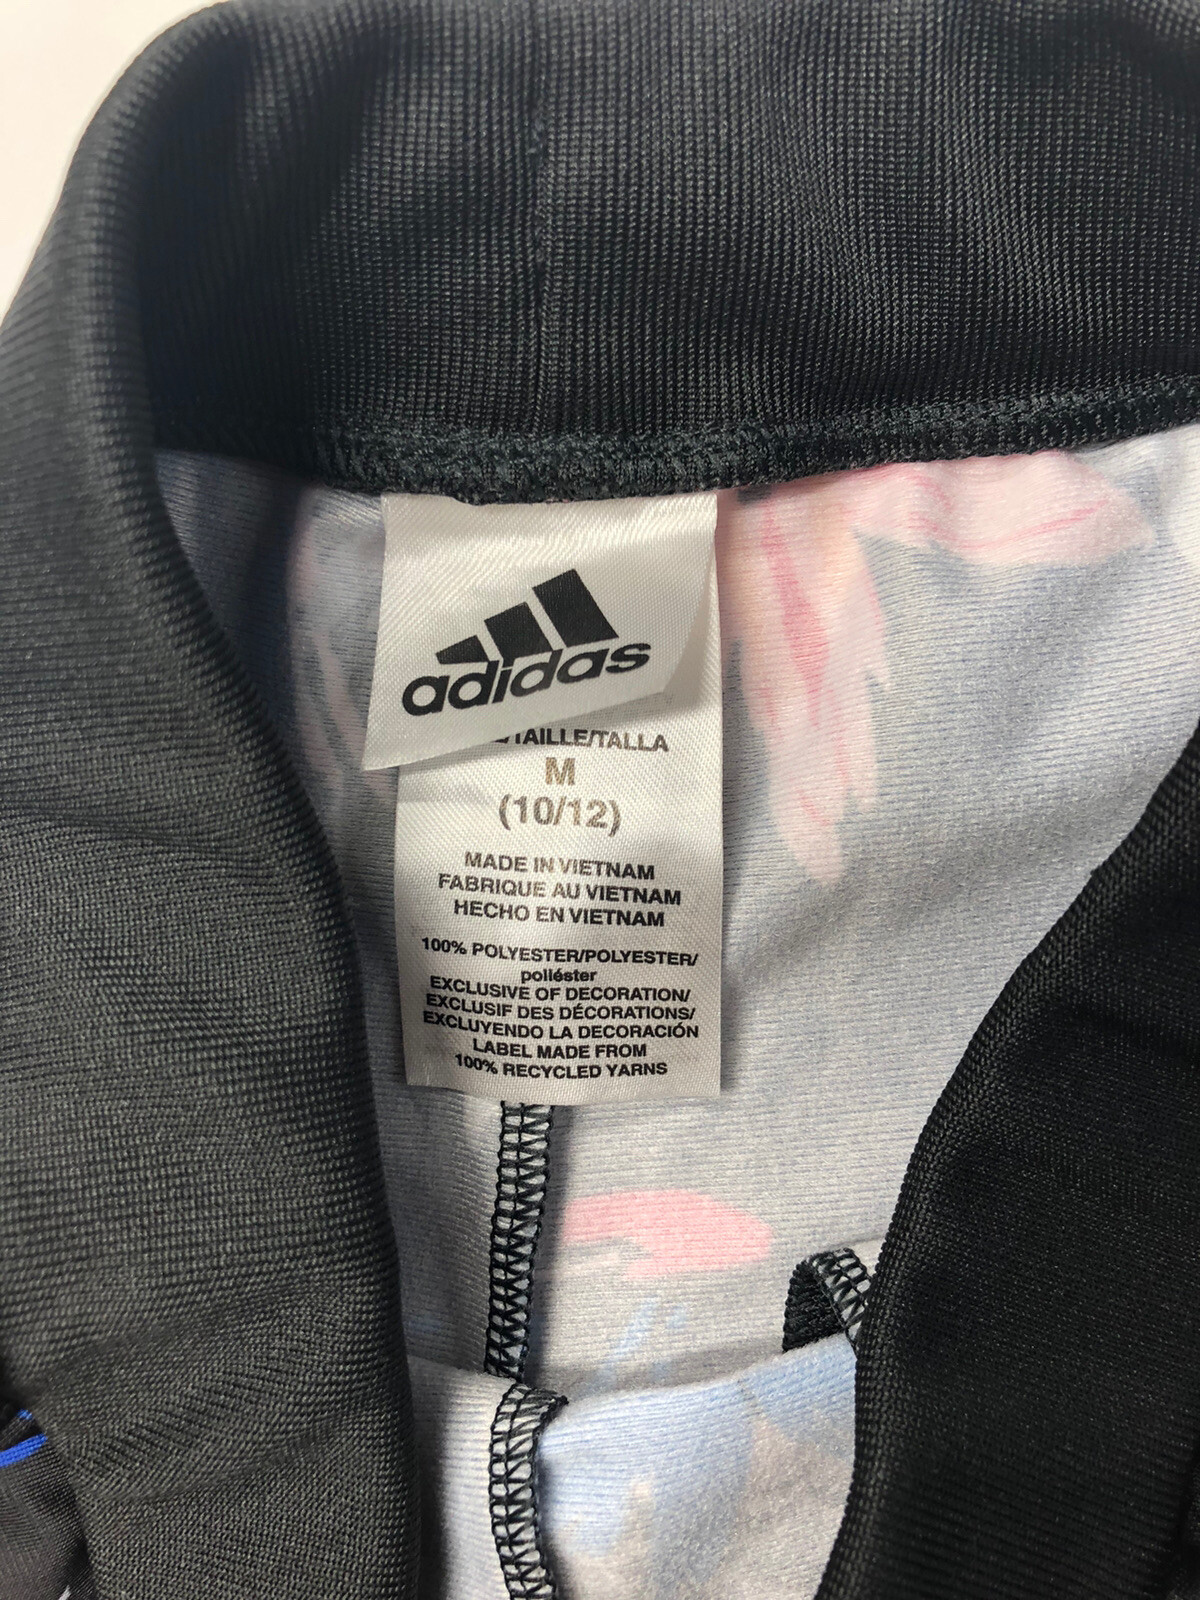 adidas
/TAILLE/TALLA
M
(10/12)
MADE IN VIETNAM
FABRIQUE AU VIETNAM
HECHO EN VIETNAM
100% POLYESTER/POLYESTER/
poliéster
EXCLUSIVE OF DECORATION/
EXCLUSIF DES DÉCORATIONS/
EXCLUYENDO LA DECORACIÓN
LABEL MADE FROM
100% RECYCLED YARNS